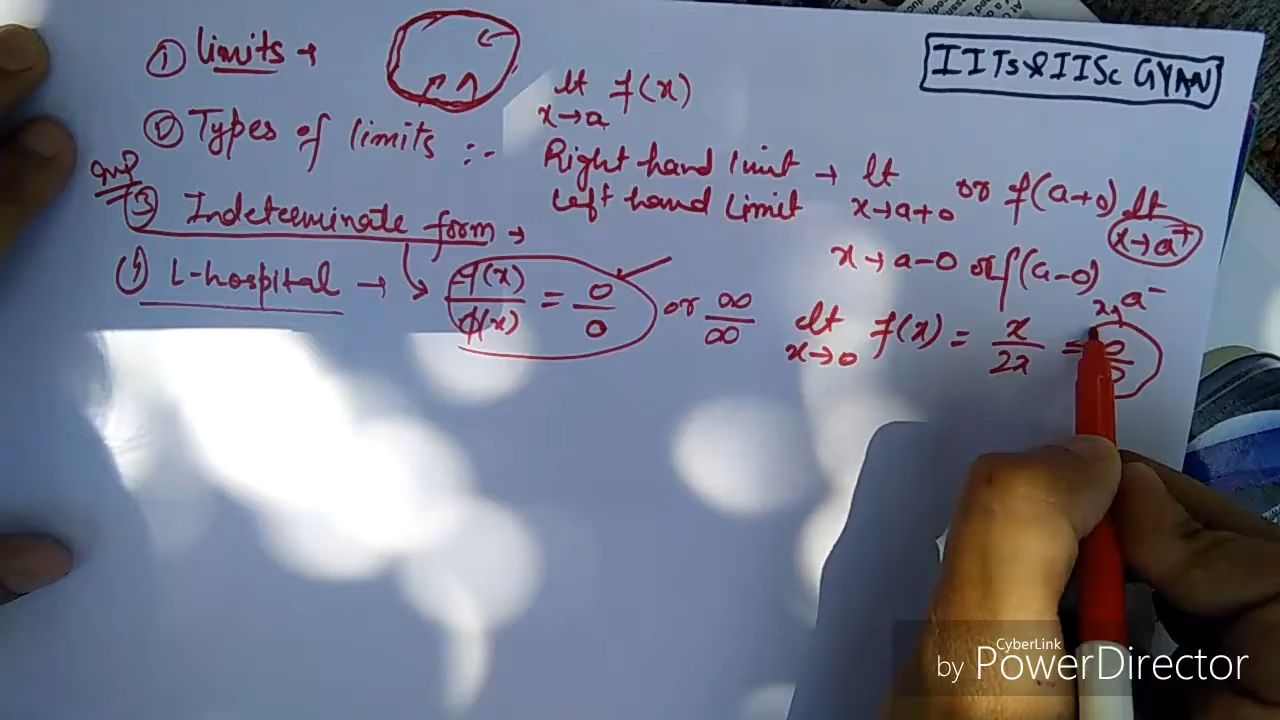 ① limits →
IITs & IISc GYAN
lt f(x)
x→a
② Types of limits :-
Right hand limit → lt or f(a+0) lt
x→a+0 x→a⁺
Left hand Limit
x→a-0 or f(a-0)
x→a⁻
Imp
③ Indeterminate form →
L-hospital → f(x)/ϕ(x) = 0/0 or ∞/∞
lt f(x) = x/2x =
x→0
CyberLink
by PowerDirector